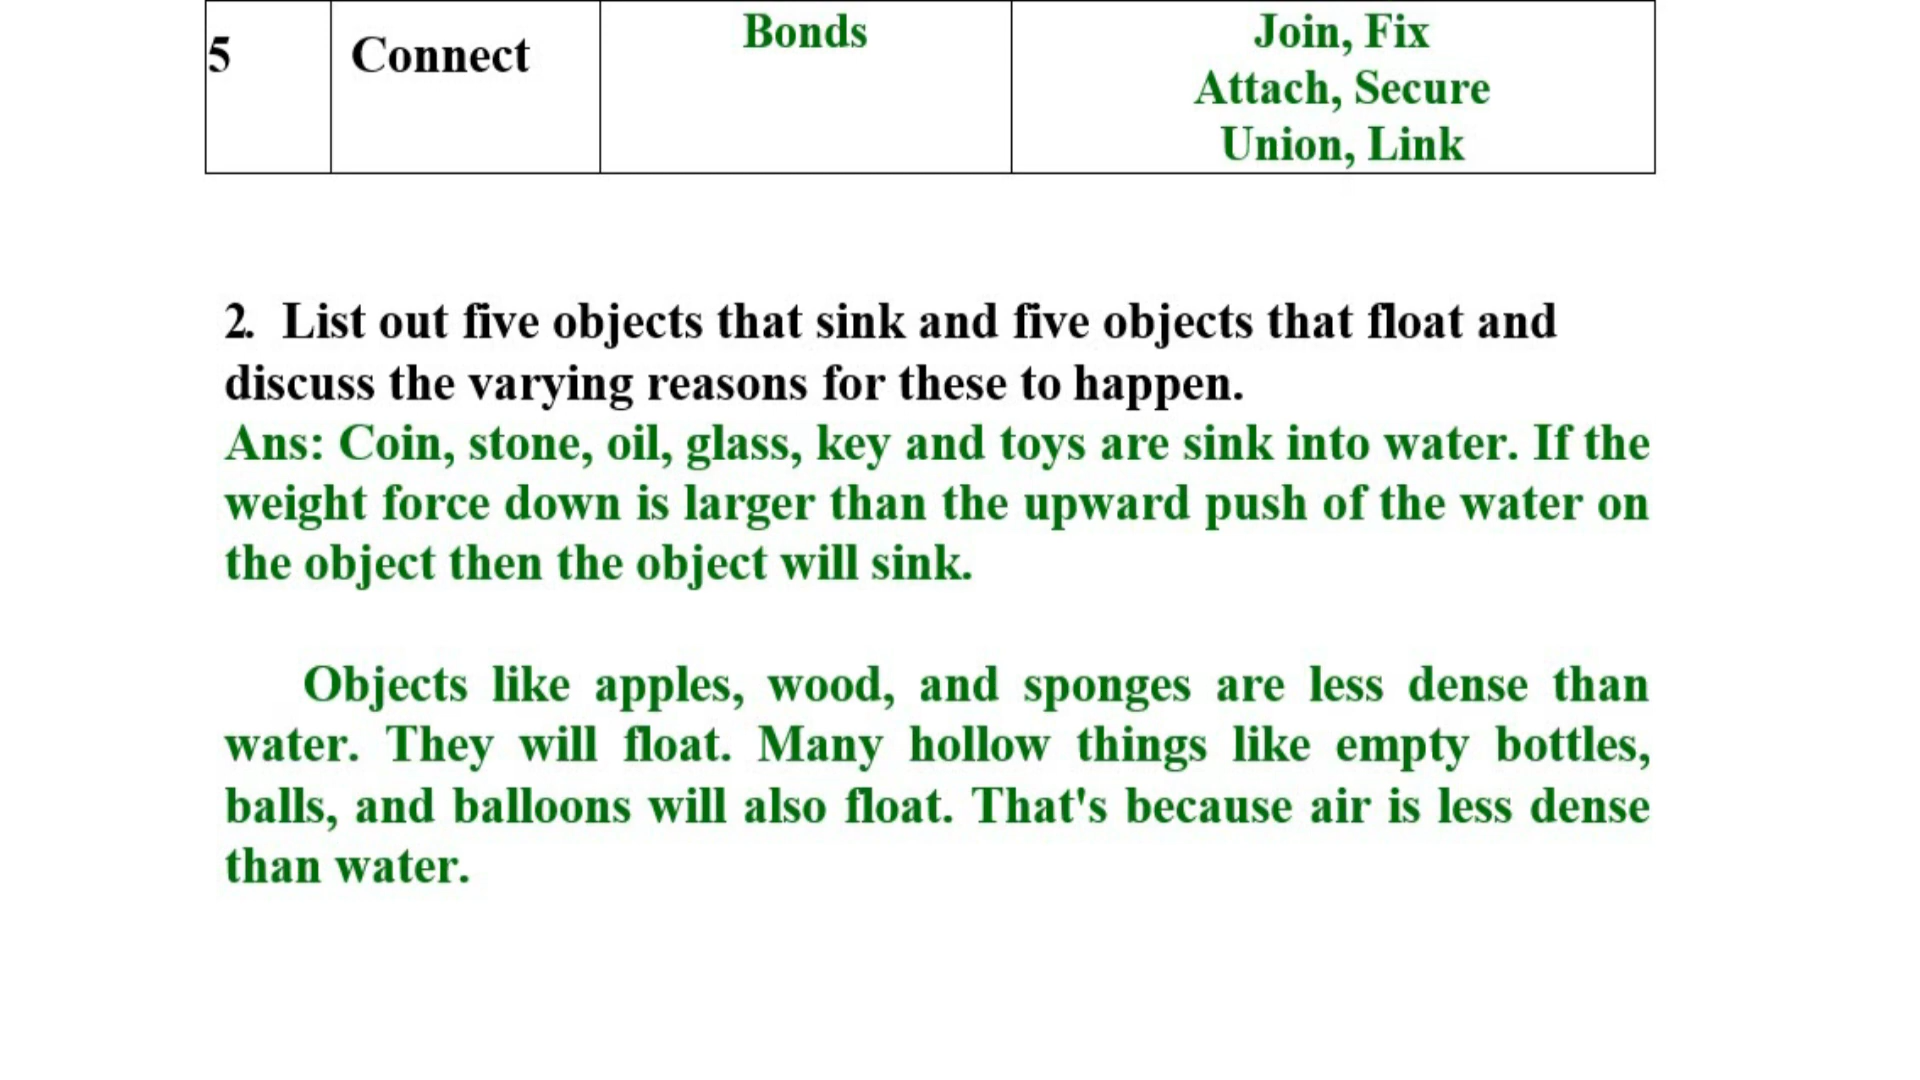 5 Connect Bonds Join, Fix
Attach, Secure
Union, Link
2. List out five objects that sink and five objects that float and
discuss the varying reasons for these to happen.
Ans: Coin, stone, oil, glass, key and toys are sink into water. If the
weight force down is larger than the upward push of the water on
the object then the object will sink.
Objects like apples, wood, and sponges are less dense than
water. They will float. Many hollow things like empty bottles,
balls, and balloons will also float. That's because air is less dense
than water.